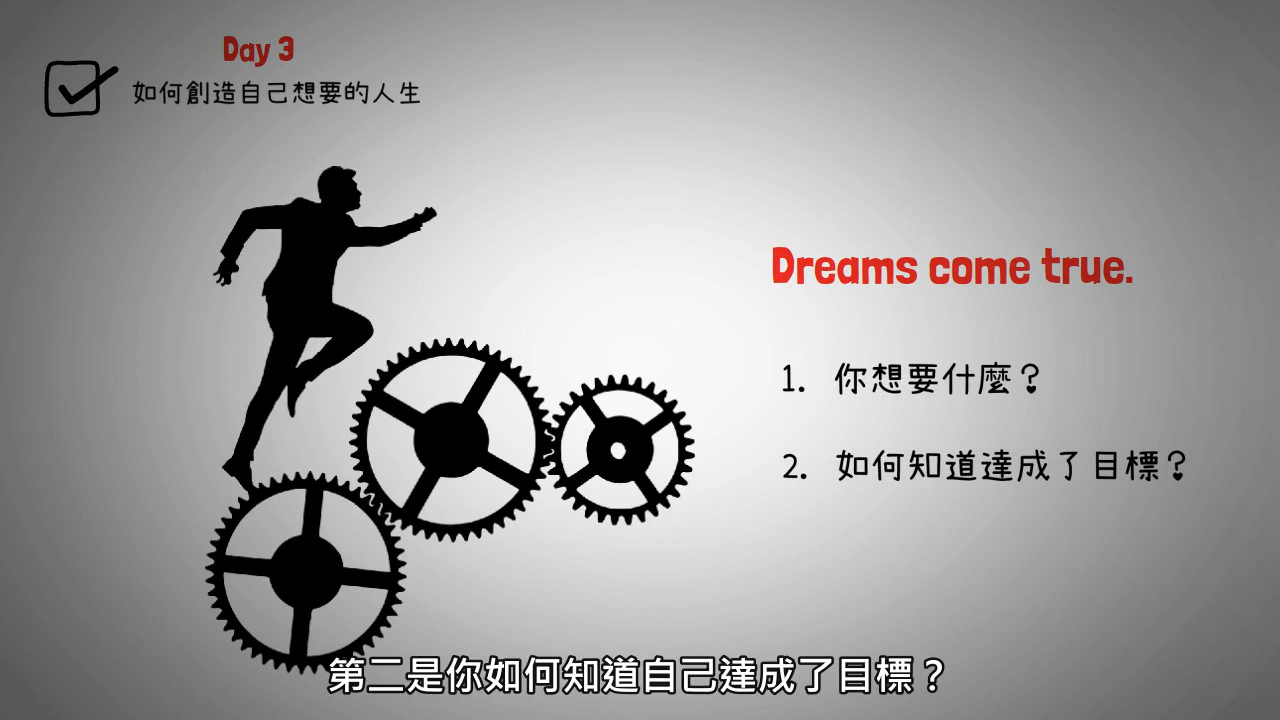 Day 3
如何創造自己想要的人生
Dreams come true.
1. 你想要什麼？
2. 如何知道達成了目標？
第二是你如何知道自己達成了目標？